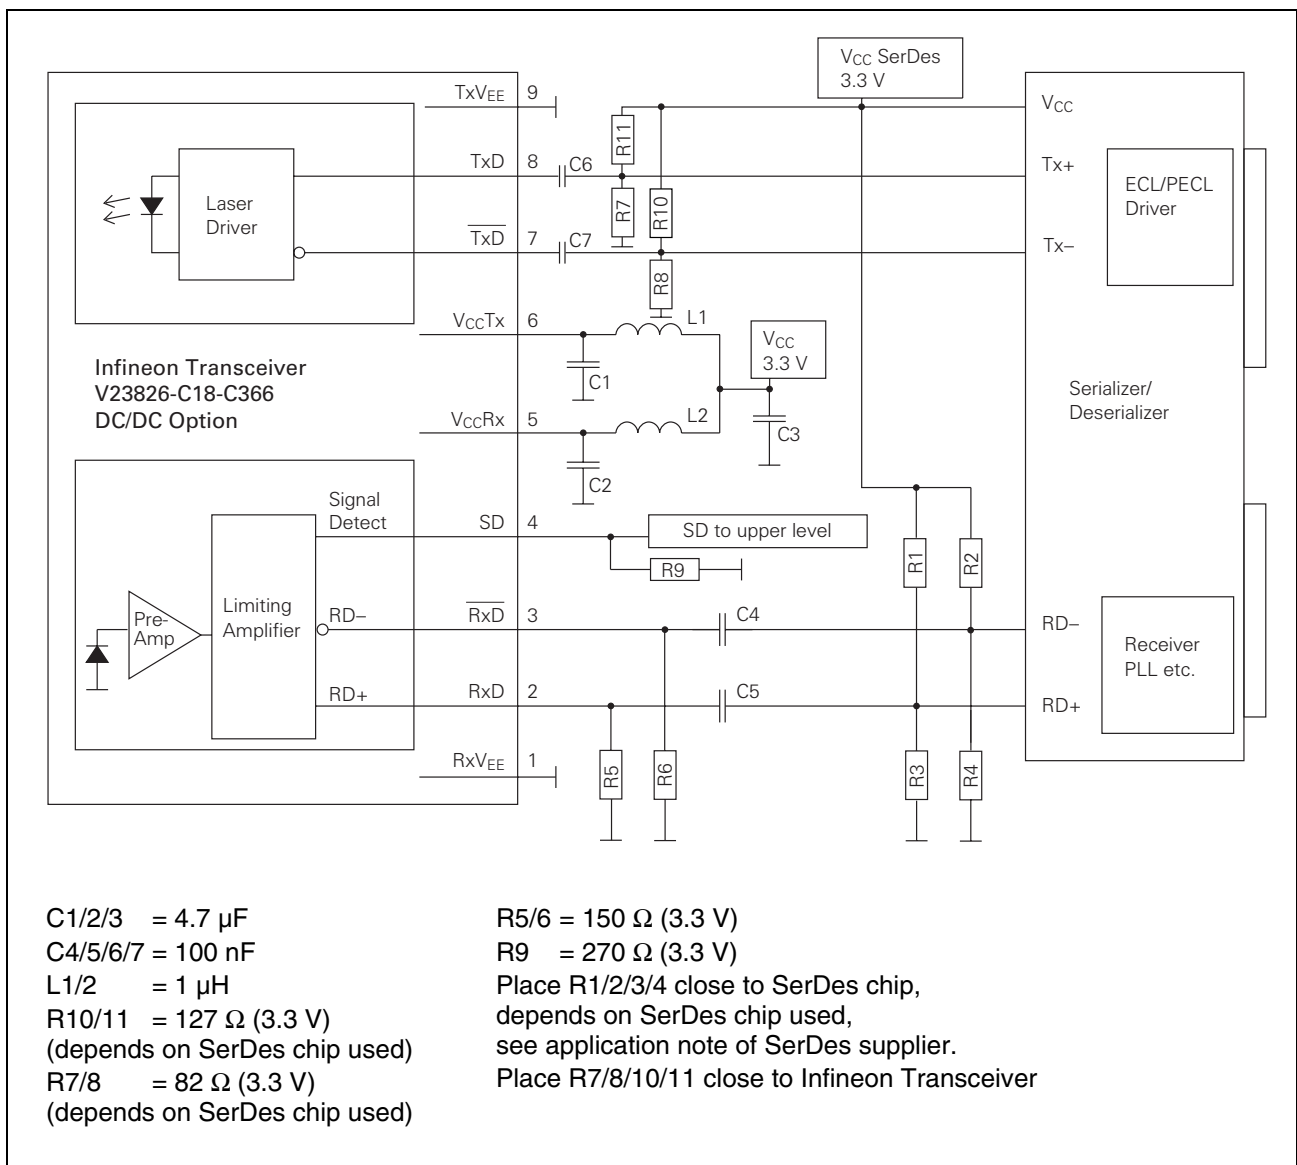 V_CC SerDes
3.3 V
TxV_EE 9
V_CC
R11
TxD 8 C6
Tx+
Laser
Driver
R7
R10
ECL/PECL
Driver
T̅x̅D̅ 7 C7
Tx–
R8
V_CCTx 6 L1
V_CC
3.3 V
Infineon Transceiver
V23826-C18-C366
DC/DC Option
C1
Serializer/
Deserializer
V_CCRx 5 L2
C3
C2
Signal
Detect
SD 4
SD to upper level
R9
R1
R2
Pre-
Amp
Limiting
Amplifier
RD–
R̅x̅D̅ 3 C4
RD–
Receiver
PLL etc.
RD+
RxD 2 C5
RD+
RxV_EE 1
R5
R6
R3
R4
C1/2/3 = 4.7 µF
C4/5/6/7 = 100 nF
L1/2 = 1 µH
R10/11 = 127 Ω (3.3 V)
(depends on SerDes chip used)
R7/8 = 82 Ω (3.3 V)
(depends on SerDes chip used)
R5/6 = 150 Ω (3.3 V)
R9 = 270 Ω (3.3 V)
Place R1/2/3/4 close to SerDes chip,
depends on SerDes chip used,
see application note of SerDes supplier.
Place R7/8/10/11 close to Infineon Transceiver